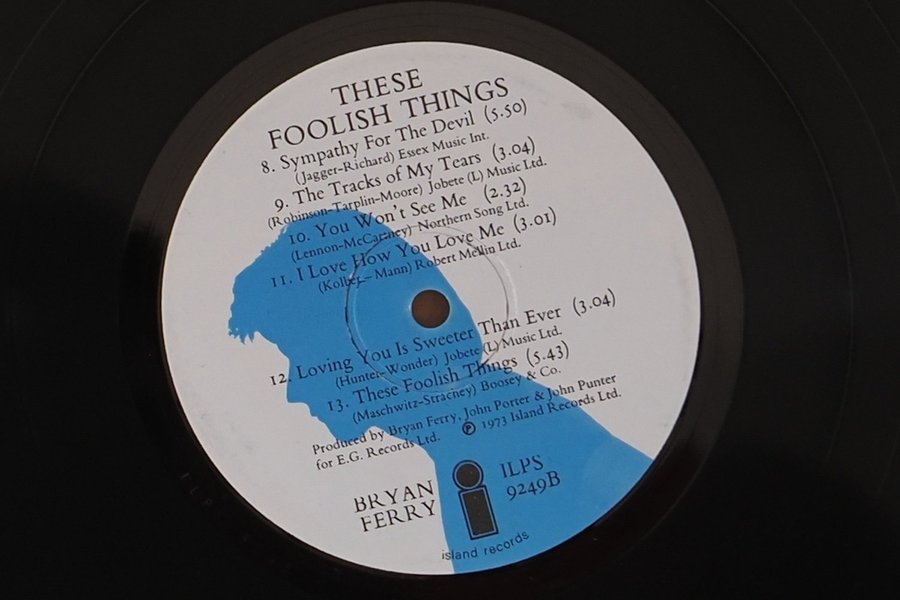 THESE
FOOLISH THINGS
8. Sympathy For The Devil (5.50)
(Jagger-Richard) Essex Music Int.
9. The Tracks of My Tears (3.04)
(Robinson-Tarplin-Moore) Jobete (L) Music Ltd.
10. You Won't See Me (2.32)
(Lennon-McCartney) Northern Song Ltd.
11. I Love How You Love Me (3.01)
(Kolber – Mann) Robert Mellin Ltd.
12. Loving You Is Sweeter Than Ever (3.04)
(Hunter-Wonder) Jobete (L) Music Ltd.
13. These Foolish Things (5.43)
(Maschwitz-Strachey) Boosey & Co.
Produced by Bryan Ferry, John Porter & John Punter
for E.G. Records Ltd. ℗ 1973 Island Records Ltd.
BRYAN
FERRY
ILPS
9249B
island records